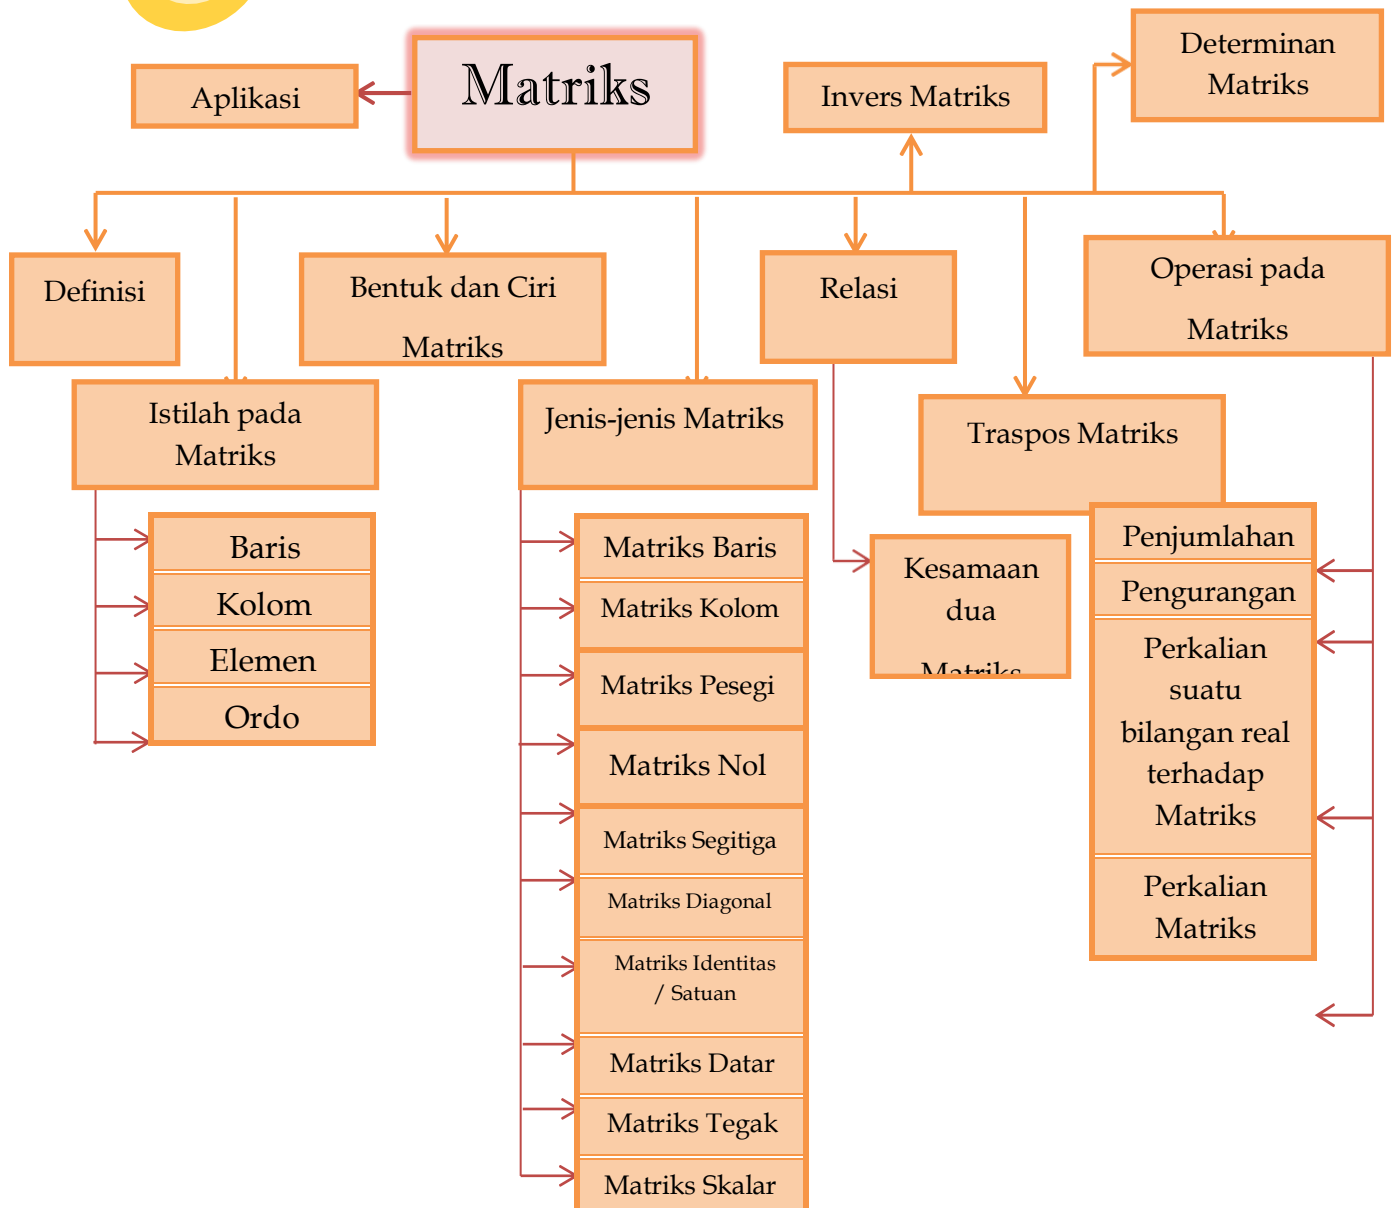 Matriks
Aplikasi
Invers Matriks
Determinan
Matriks
Definisi
Bentuk dan Ciri
Matriks
Relasi
Operasi pada
Matriks
Istilah pada
Matriks
Jenis-jenis Matriks
Traspos Matriks
Baris
Kolom
Elemen
Ordo
Matriks Baris
Matriks Kolom
Matriks Pesegi
Matriks Nol
Matriks Segitiga
Matriks Diagonal
Matriks Identitas
/ Satuan
Matriks Datar
Matriks Tegak
Matriks Skalar
Kesamaan
dua
Matriks
Penjumlahan
Pengurangan
Perkalian
suatu
bilangan real
terhadap
Matriks
Perkalian
Matriks